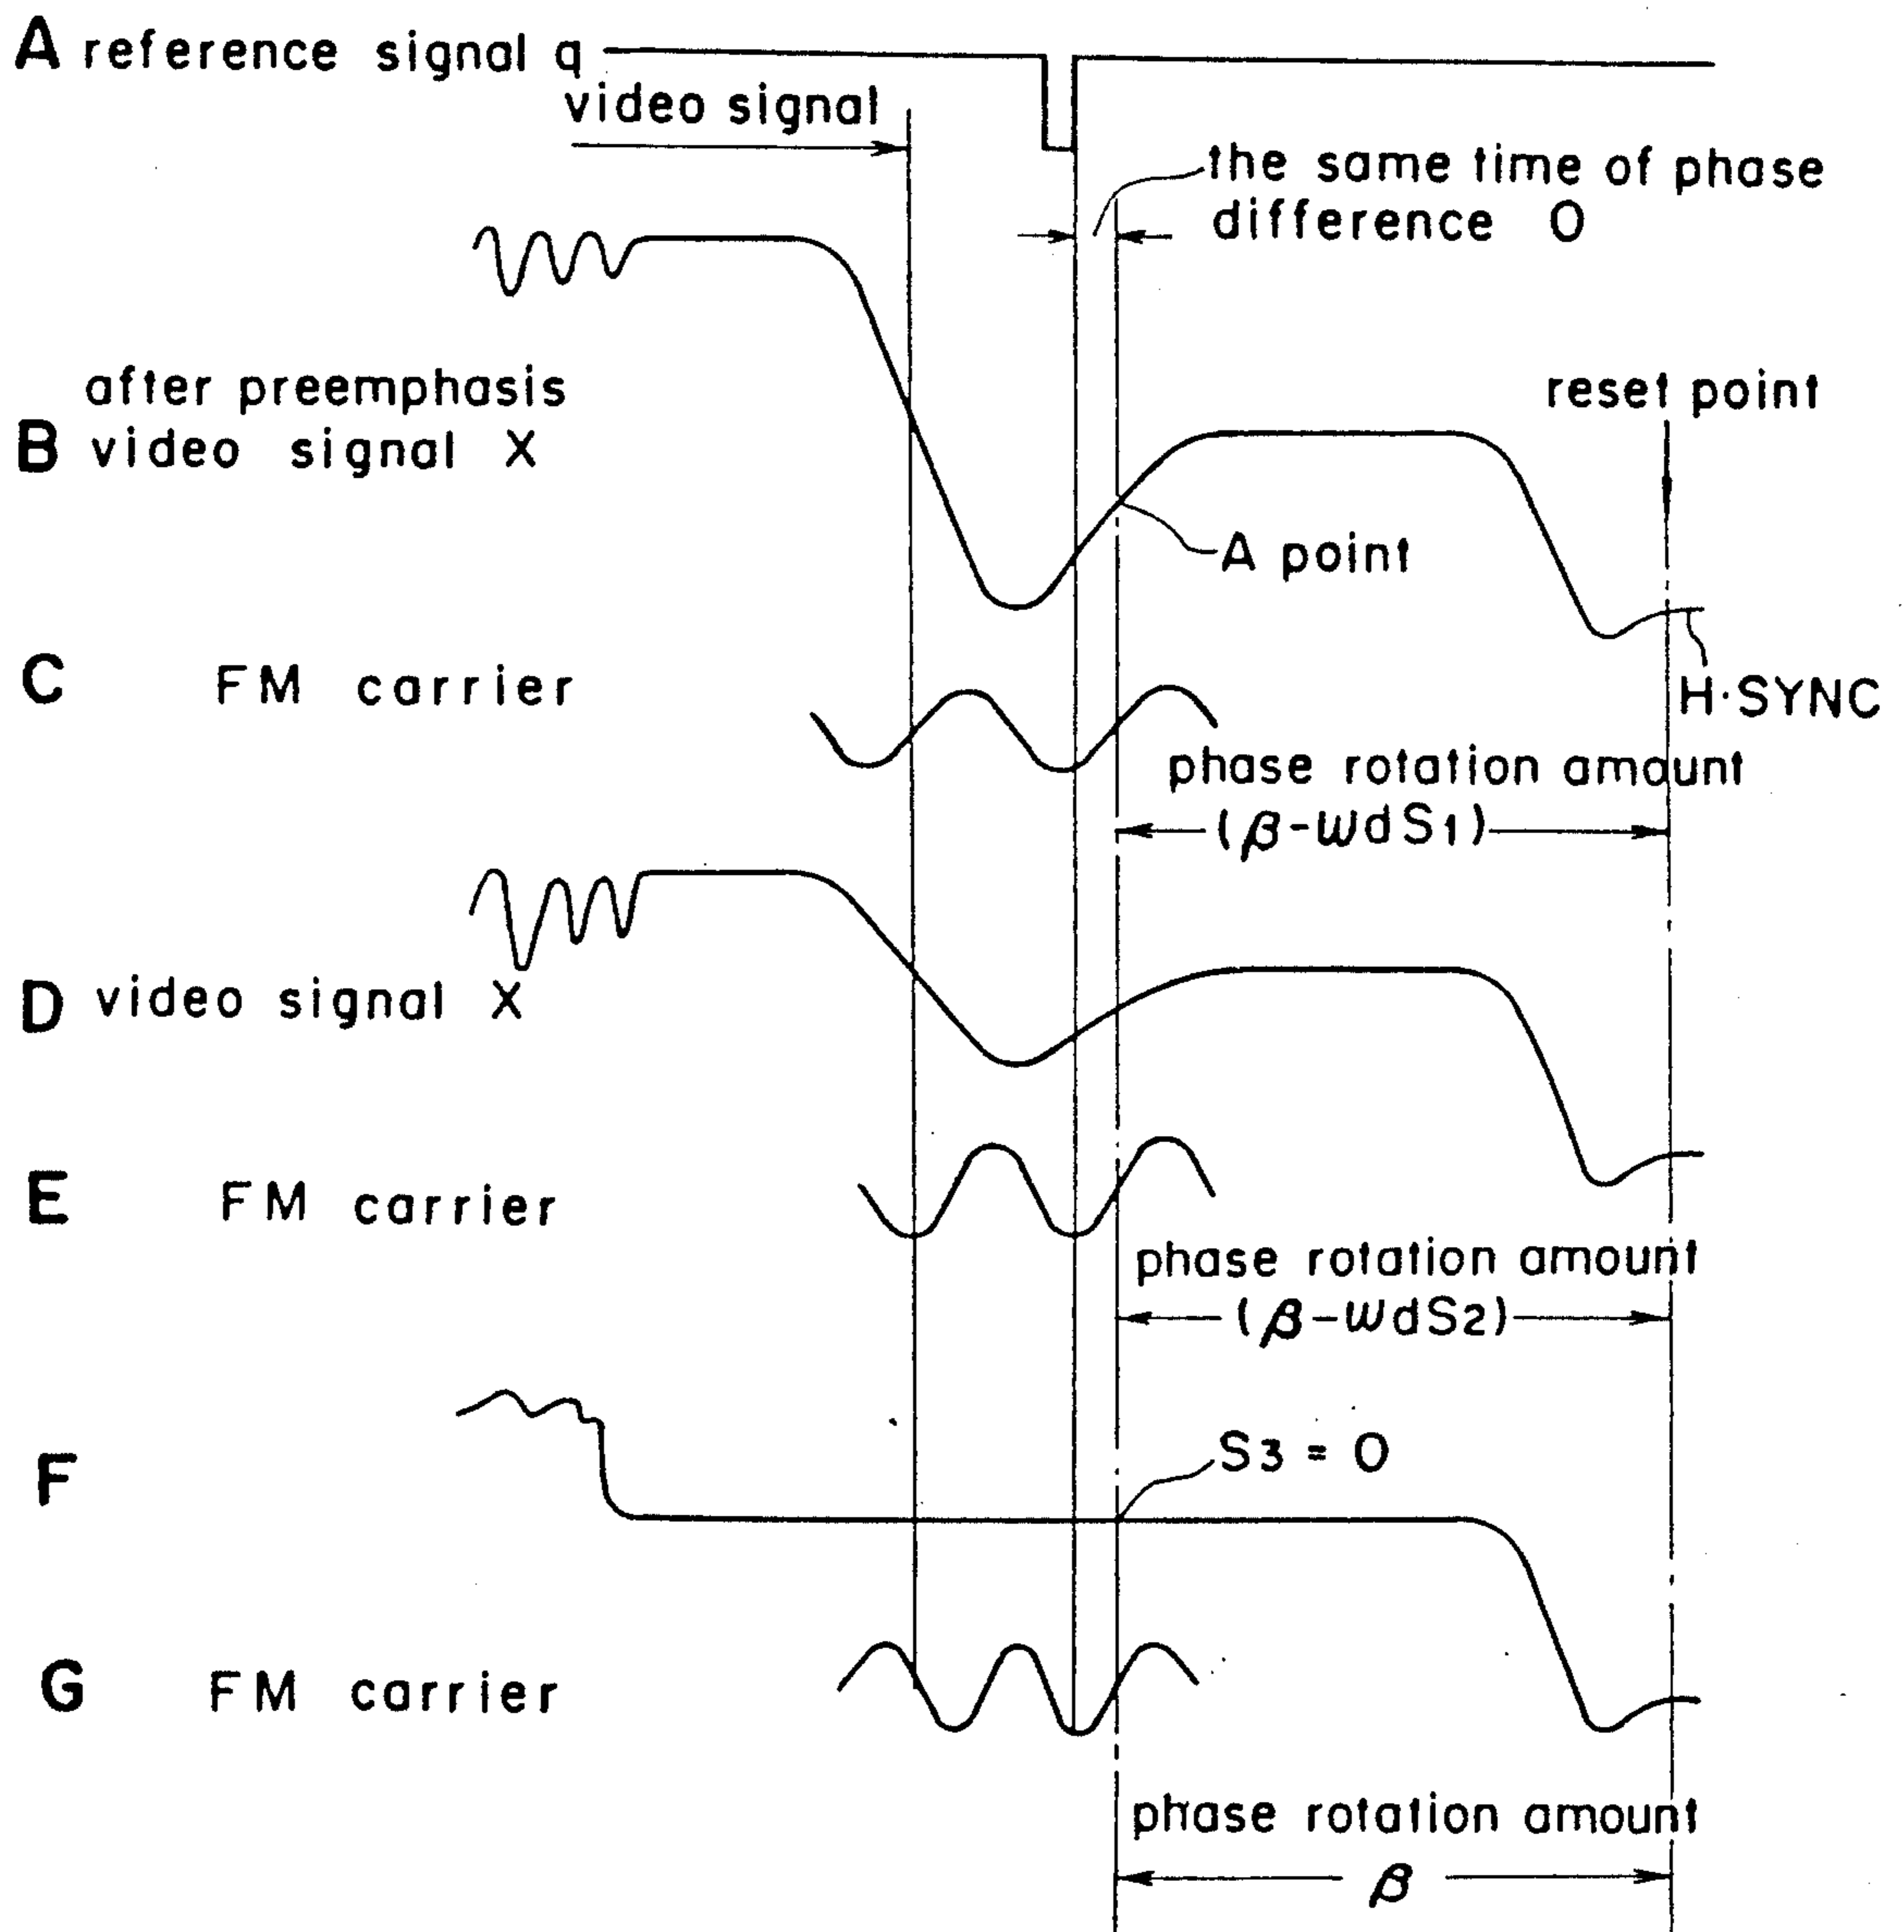 A reference signal q
video signal
the same time of phase
difference 0
after preemphasis
B video signal X
reset point
A point
C FM carrier
H·SYNC
phase rotation amount
(β-ωdS1)
D video signal X
E FM carrier
phase rotation amount
(β-ωdS2)
F
S3 = 0
G FM carrier
phase rotation amount
β